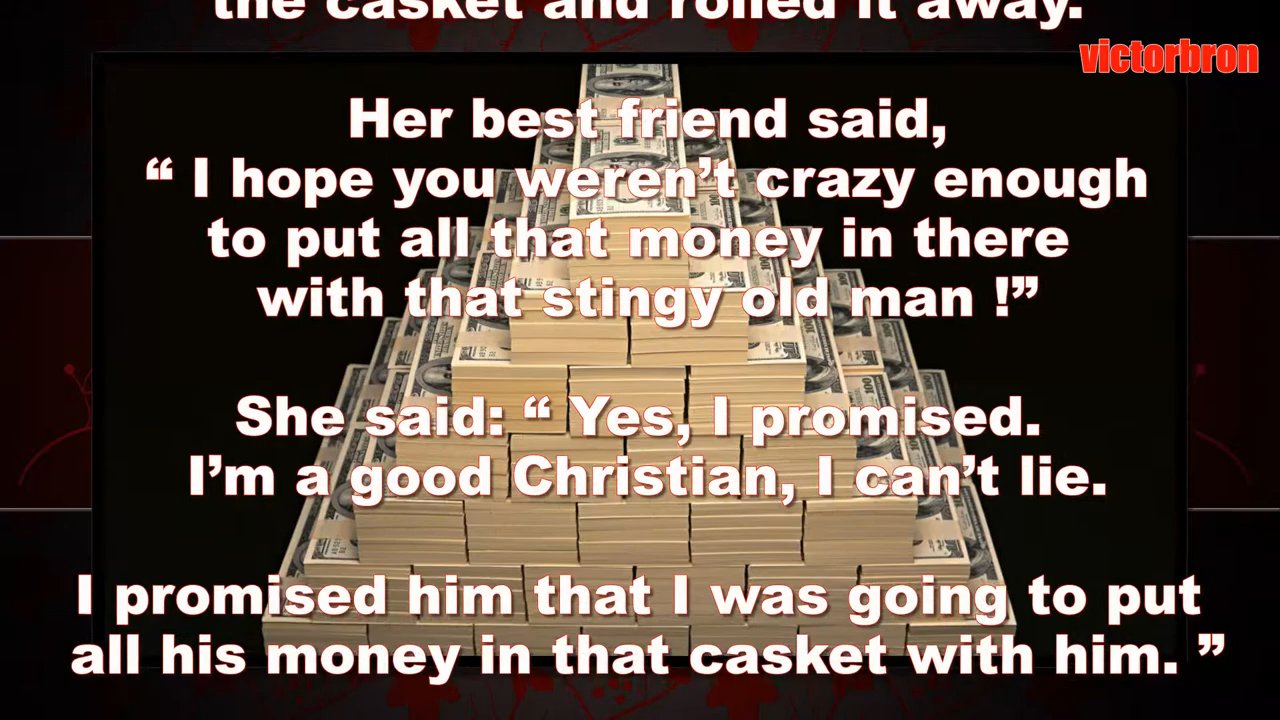 the casket and rolled it away.
victorbron
Her best friend said,
“ I hope you weren’t crazy enough
to put all that money in there
with that stingy old man !”
She said: “ Yes, I promised.
I’m a good Christian, I can’t lie.
I promised him that I was going to put
all his money in that casket with him. ”